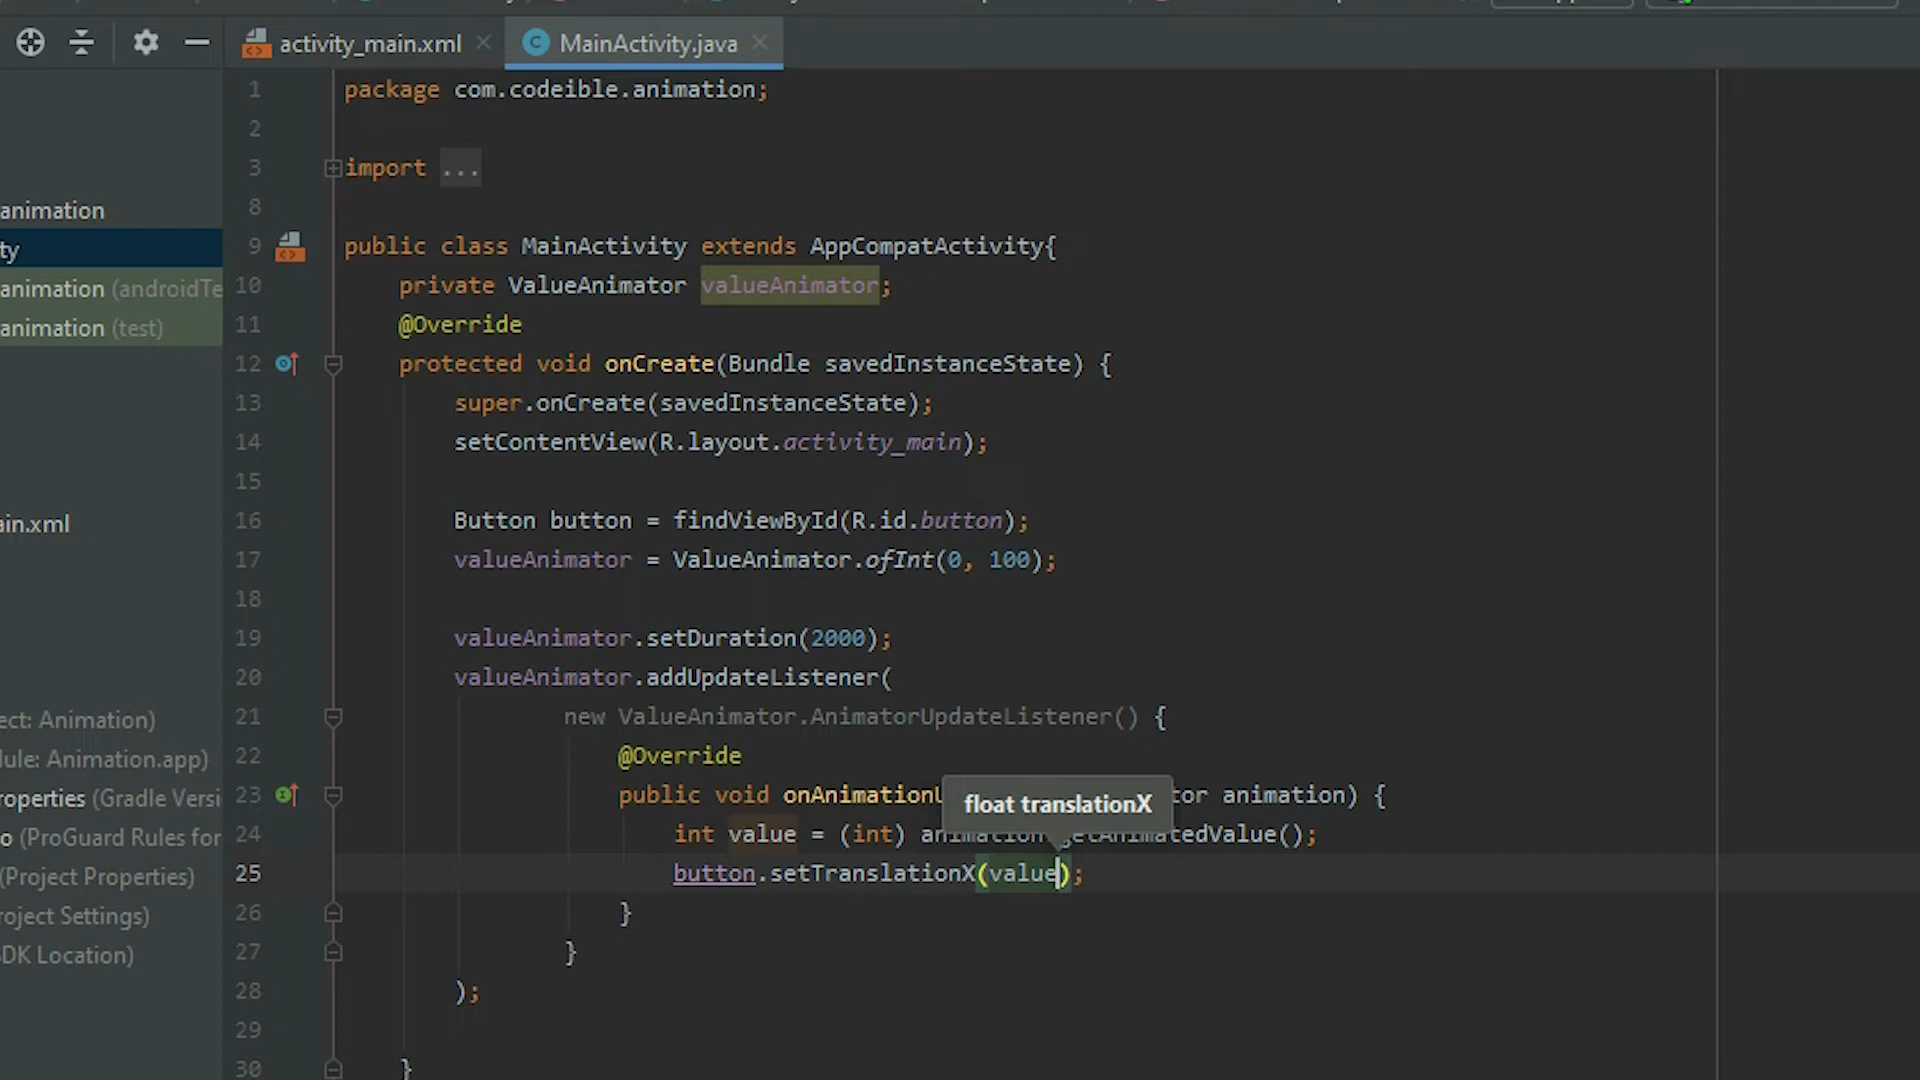 activity_main.xml
MainActivity.java
animation
ty
animation (androidTe
animation (test)
ain.xml
ect: Animation)
dule: Animation.app)
roperties (Gradle Versi
o (ProGuard Rules for
(Project Properties)
roject Settings)
SDK Location)
1 package com.codeible.animation;
2
3 import ...
8
9 public class MainActivity extends AppCompatActivity{
10 private ValueAnimator valueAnimator;
11 @Override
12 protected void onCreate(Bundle savedInstanceState) {
13 super.onCreate(savedInstanceState);
14 setContentView(R.layout.activity_main);
15
16 Button button = findViewById(R.id.button);
17 valueAnimator = ValueAnimator.ofInt(0, 100);
18
19 valueAnimator.setDuration(2000);
20 valueAnimator.addUpdateListener(
21 new ValueAnimator.AnimatorUpdateListener() {
22 @Override
23 public void onAnimationU tor animation) {
float translationX
24 int value = (int) animation.getAnimatedValue();
25 button.setTranslationX(value);
26 }
27 }
28 );
29
30 }